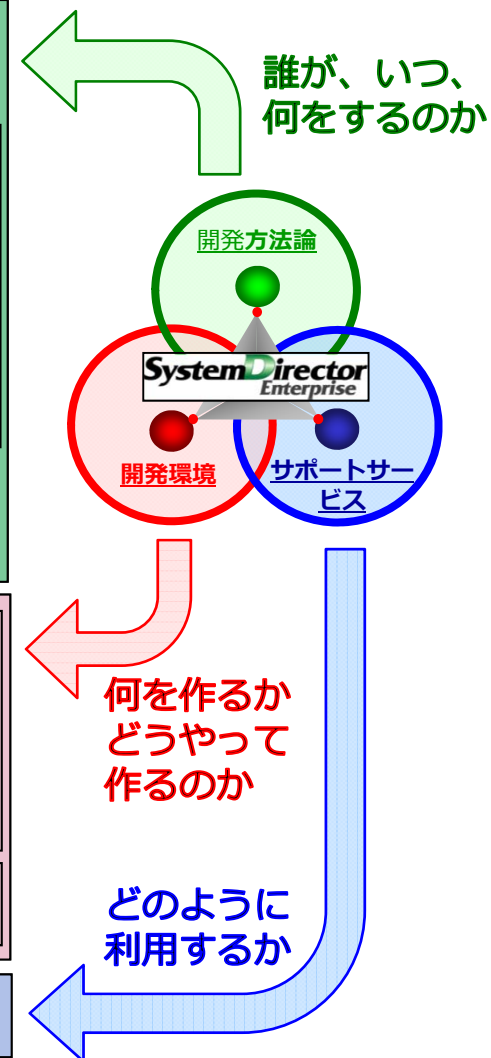 誰が、いつ、
何をするのか
開発方法論
SystemDirector
Enterprise
開発環境
サポートサー
ビス
何を作るか
どうやって
作るのか
どのように
利用するか